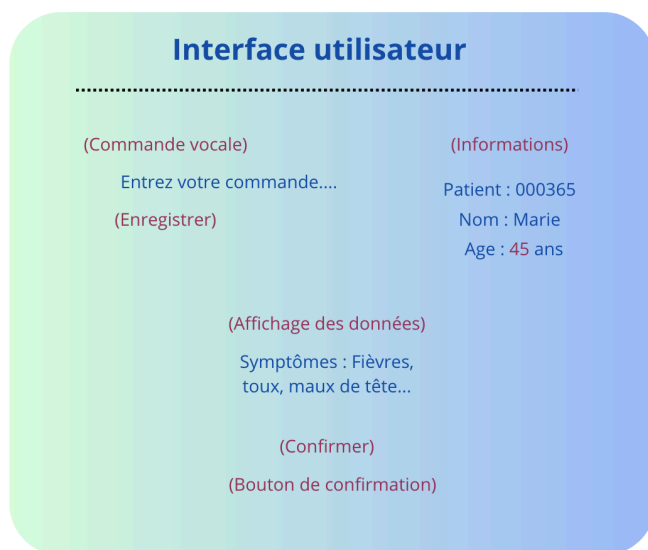 Interface utilisateur
(Commande vocale)
Entrez votre commande....
(Enregistrer)
(Informations)
Patient : 000365
Nom : Marie
Age : 45 ans
(Affichage des données)
Symptômes : Fièvres,
toux, maux de tête...
(Confirmer)
(Bouton de confirmation)